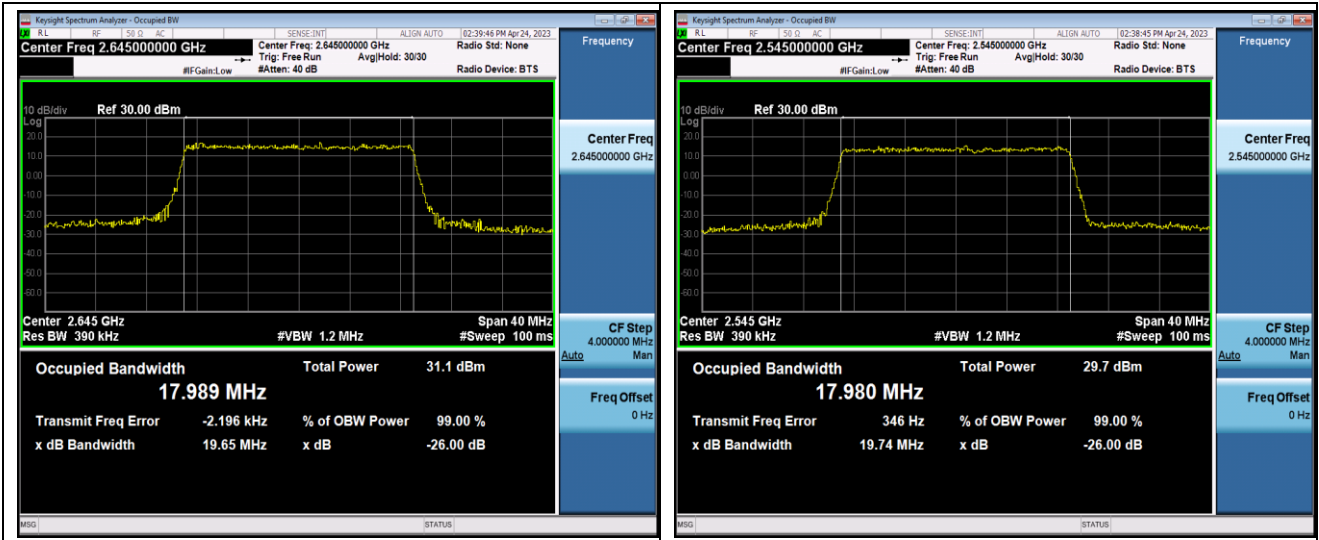 Keysight Spectrum Analyzer - Occupied BW
RL RF 50 Ω AC SENSE:INT ALIGN AUTO 02:39:46 PM Apr 24, 2023
Center Freq 2.645000000 GHz Center Freq: 2.645000000 GHz Radio Std: None Frequency
Trig: Free Run Avg|Hold: 30/30
#IFGain:Low #Atten: 40 dB Radio Device: BTS
10 dB/div Ref 30.00 dBm
Log
20.0
10.0
0.00
-10.0
-20.0
-30.0
-40.0
-50.0
-60.0
Center Freq
2.645000000 GHz
Center 2.645 GHz Span 40 MHz
Res BW 390 kHz #VBW 1.2 MHz #Sweep 100 ms
CF Step
4.000000 MHz
Auto Man
Occupied Bandwidth Total Power 31.1 dBm
17.989 MHz
Transmit Freq Error -2.196 kHz % of OBW Power 99.00 %
x dB Bandwidth 19.65 MHz x dB -26.00 dB
Freq Offset
0 Hz
MSG STATUS
Keysight Spectrum Analyzer - Occupied BW
RL RF 50 Ω AC SENSE:INT ALIGN AUTO 02:38:45 PM Apr 24, 2023
Center Freq 2.545000000 GHz Center Freq: 2.545000000 GHz Radio Std: None Frequency
Trig: Free Run Avg|Hold: 30/30
#IFGain:Low #Atten: 40 dB Radio Device: BTS
10 dB/div Ref 30.00 dBm
Log
20.0
10.0
0.00
-10.0
-20.0
-30.0
-40.0
-50.0
-60.0
Center Freq
2.545000000 GHz
Center 2.545 GHz Span 40 MHz
Res BW 390 kHz #VBW 1.2 MHz #Sweep 100 ms
CF Step
4.000000 MHz
Auto Man
Occupied Bandwidth Total Power 29.7 dBm
17.980 MHz
Transmit Freq Error 346 Hz % of OBW Power 99.00 %
x dB Bandwidth 19.74 MHz x dB -26.00 dB
Freq Offset
0 Hz
MSG STATUS